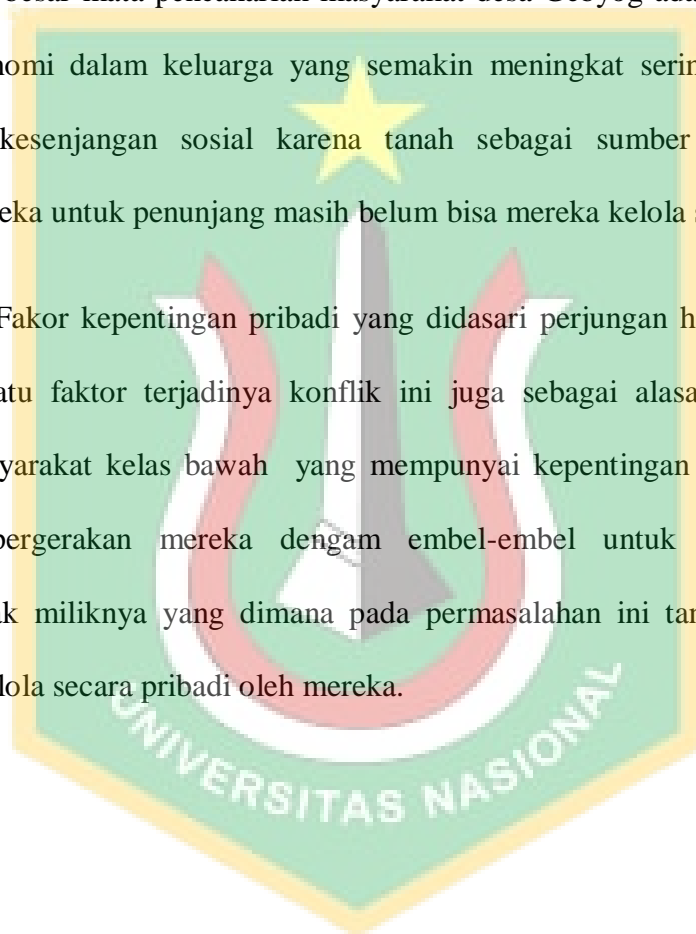 besar mata pencaharian masyarakat desa
nomi dalam keluarga yang semakin meningkat serin
kesenjangan sosial karena tanah sebagai sumber
eka untuk penunjang masih belum bisa mereka kelola s
Fakor kepentingan pribadi yang didasari perjungan h
atu faktor terjadinya konflik ini juga sebagai alasa
yarakat kelas bawah yang mempunyai kepentingan
pergerakan mereka dengam embel-embel untuk
ak miliknya yang dimana pada permasalahan ini tan
lola secara pribadi oleh mereka.
UNIVERSITAS NASIONAL